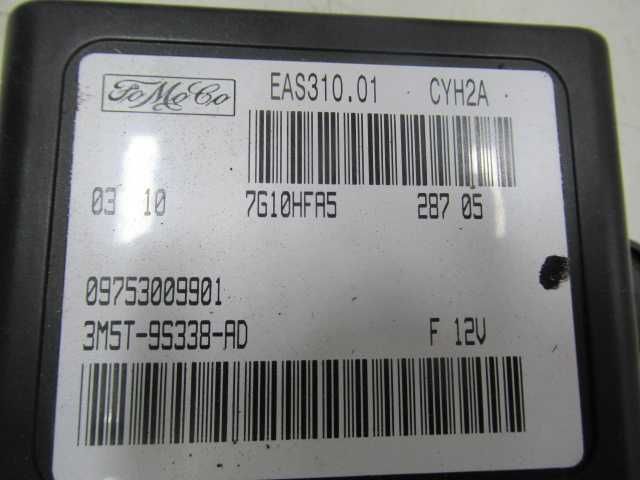 FoMoCo EAS310.01 CYH2A
03 10 7G10HFA5 287 05
09753009901
3M5T-9S338-AD F 12V